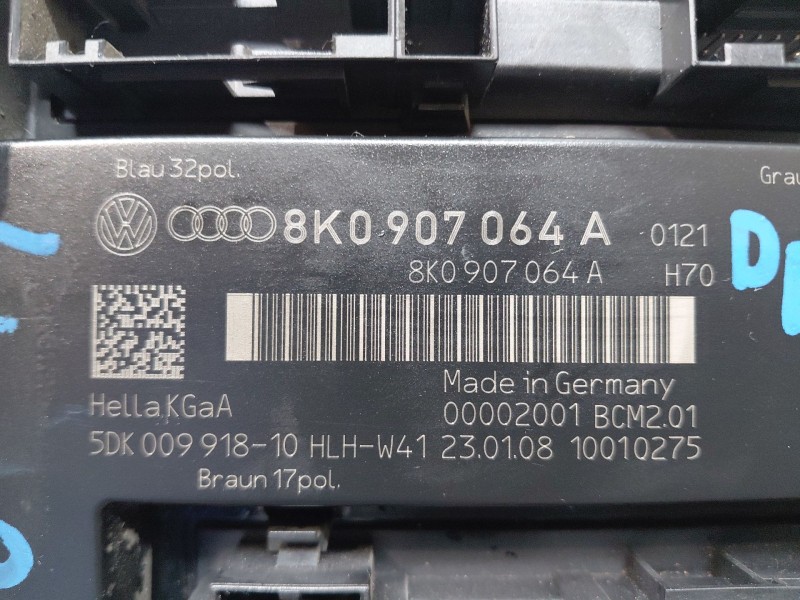 Blau 32pol.
Grau
8K0 907 064 A 0121
8K0 907 064 A H70
Made in Germany
Hella KGaA 00002001 BCM2.01
5DK 009 918-10 HLH-W41 23.01.08 10010275
Braun 17pol.